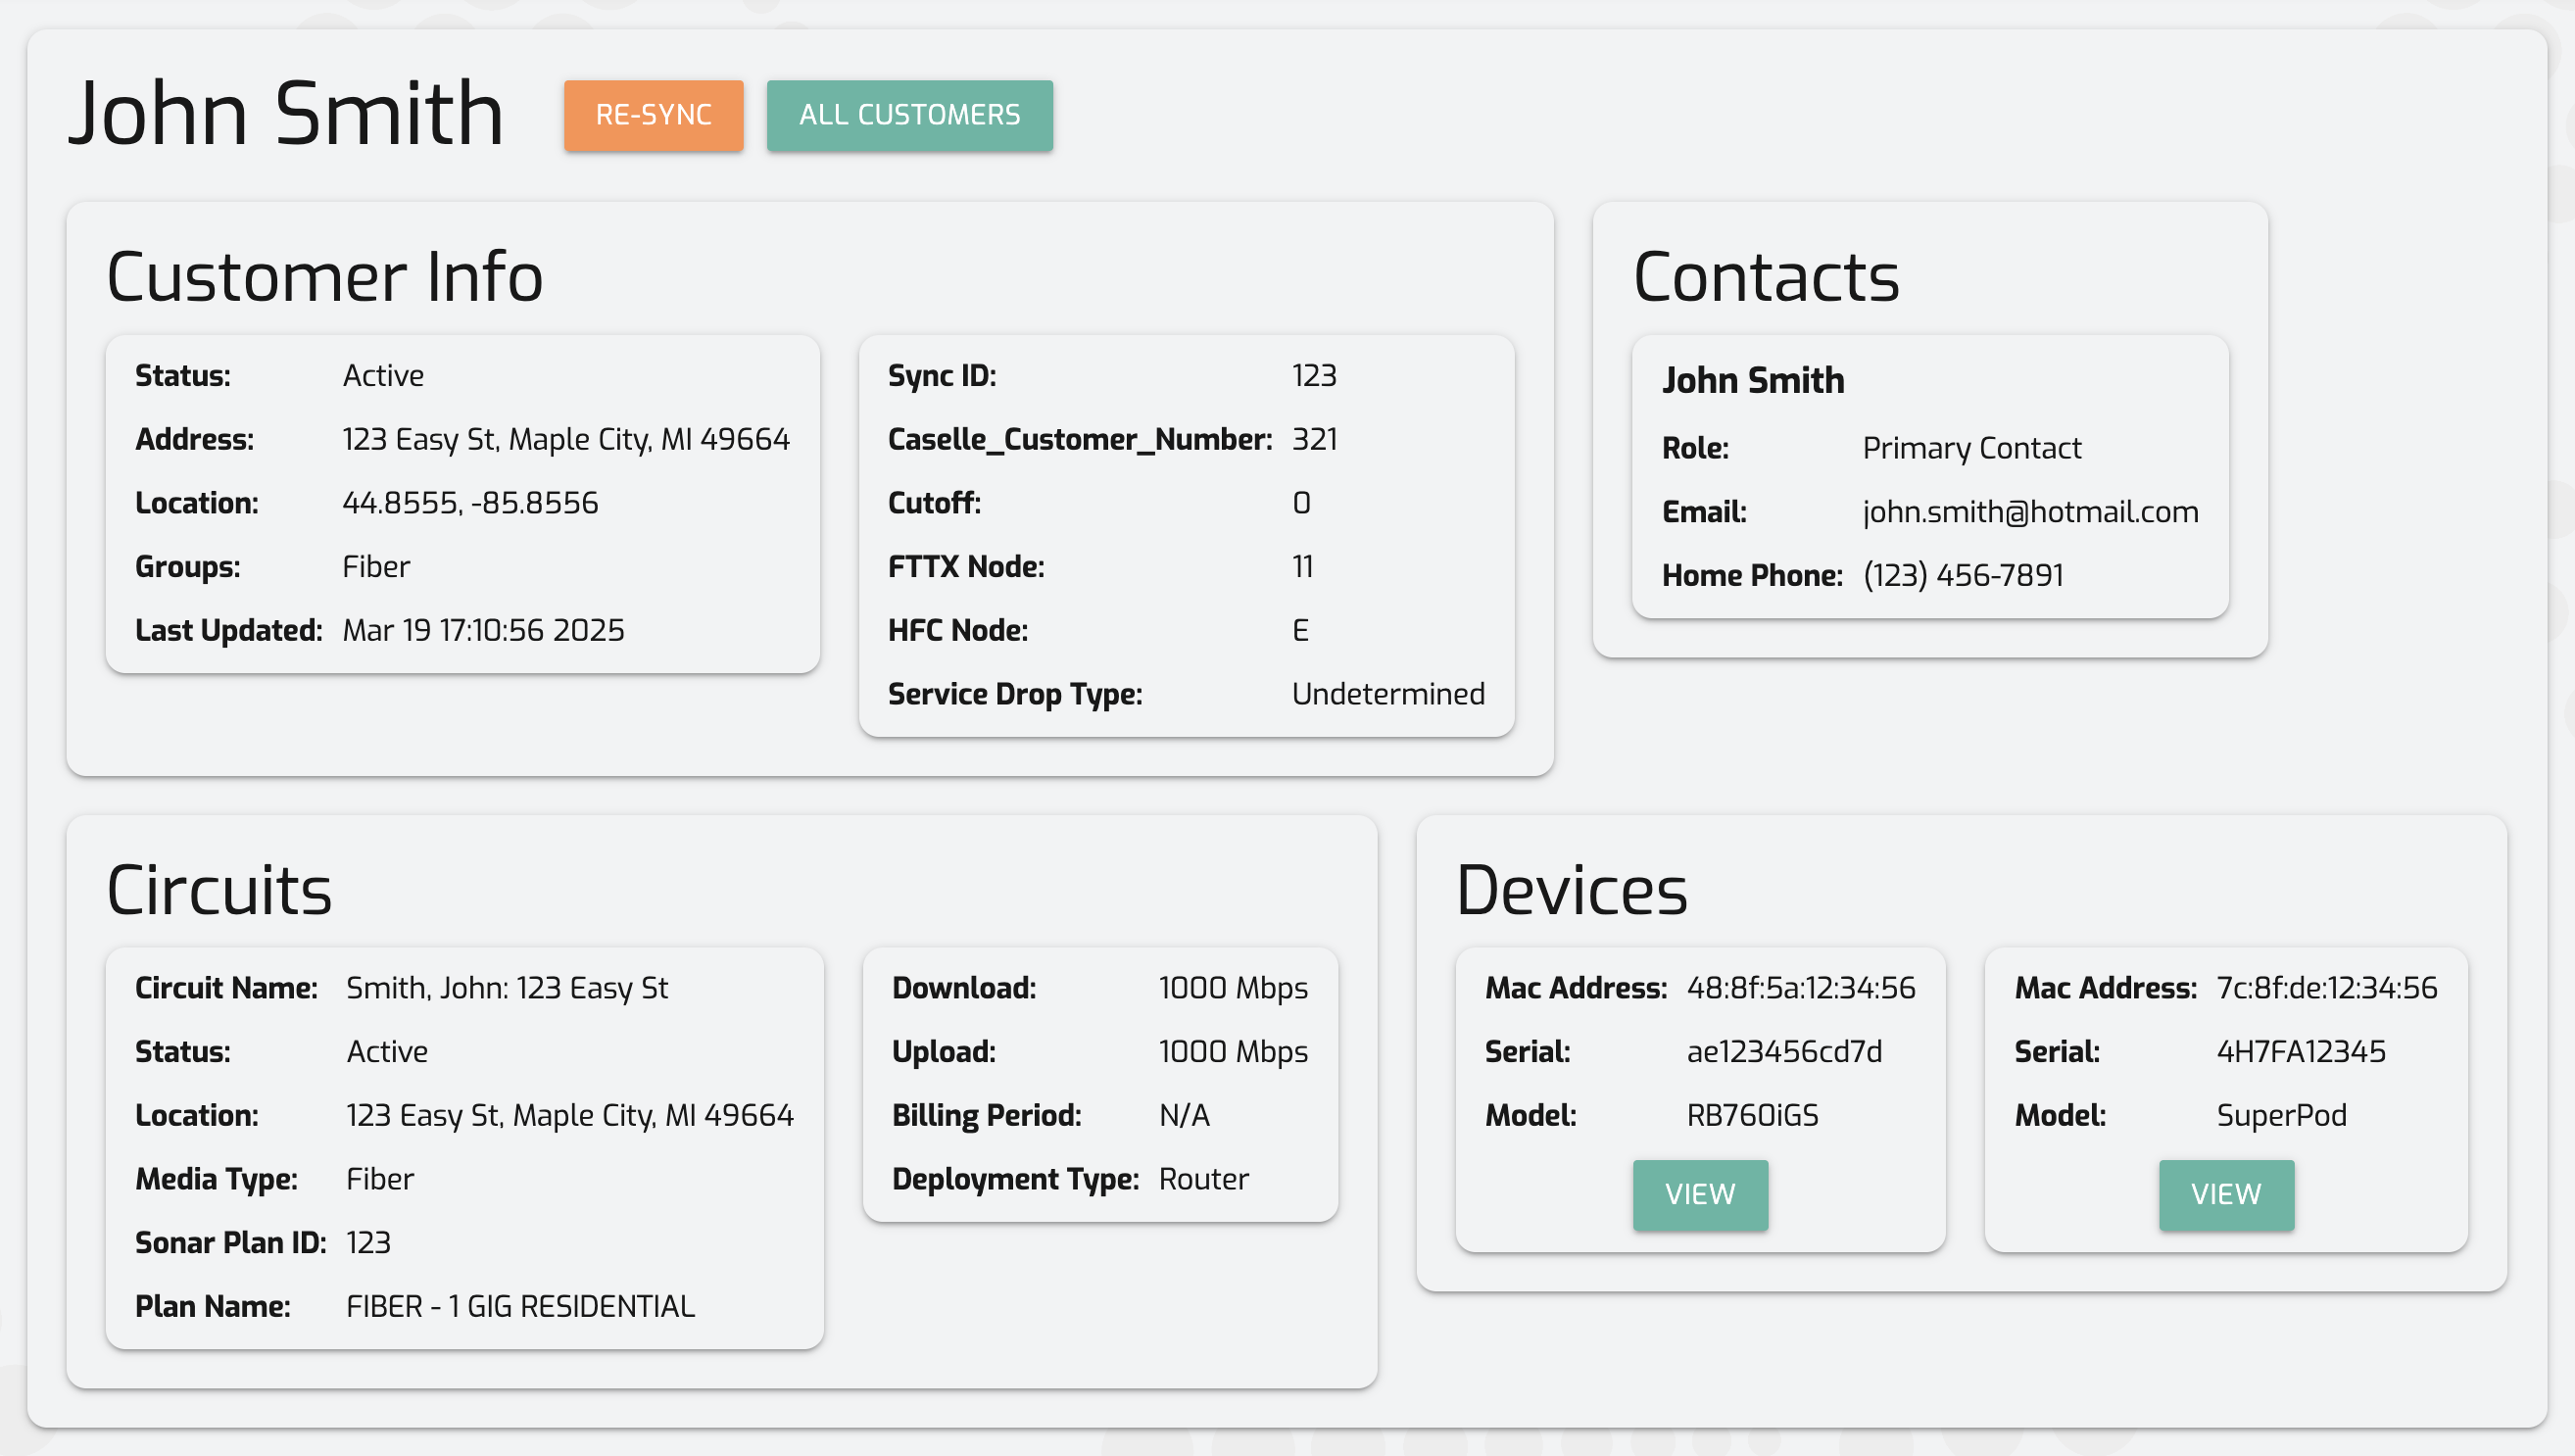 John Smith
RE-SYNC
ALL CUSTOMERS
Customer Info
Status: Active
Address: 123 Easy St, Maple City, MI 49664
Location: 44.8555, -85.8556
Groups: Fiber
Last Updated: Mar 19 17:10:56 2025
Sync ID: 123
Caselle_Customer_Number: 321
Cutoff: 0
FTTX Node: 11
HFC Node: E
Service Drop Type: Undetermined
Contacts
John Smith
Role: Primary Contact
Email: john.smith@hotmail.com
Home Phone: (123) 456-7891
Circuits
Circuit Name: Smith, John: 123 Easy St
Status: Active
Location: 123 Easy St, Maple City, MI 49664
Media Type: Fiber
Sonar Plan ID: 123
Plan Name: FIBER - 1 GIG RESIDENTIAL
Download: 1000 Mbps
Upload: 1000 Mbps
Billing Period: N/A
Deployment Type: Router
Devices
Mac Address: 48:8f:5a:12:34:56
Serial: ae123456cd7d
Model: RB760iGS
VIEW
Mac Address: 7c:8f:de:12:34:56
Serial: 4H7FA12345
Model: SuperPod
VIEW